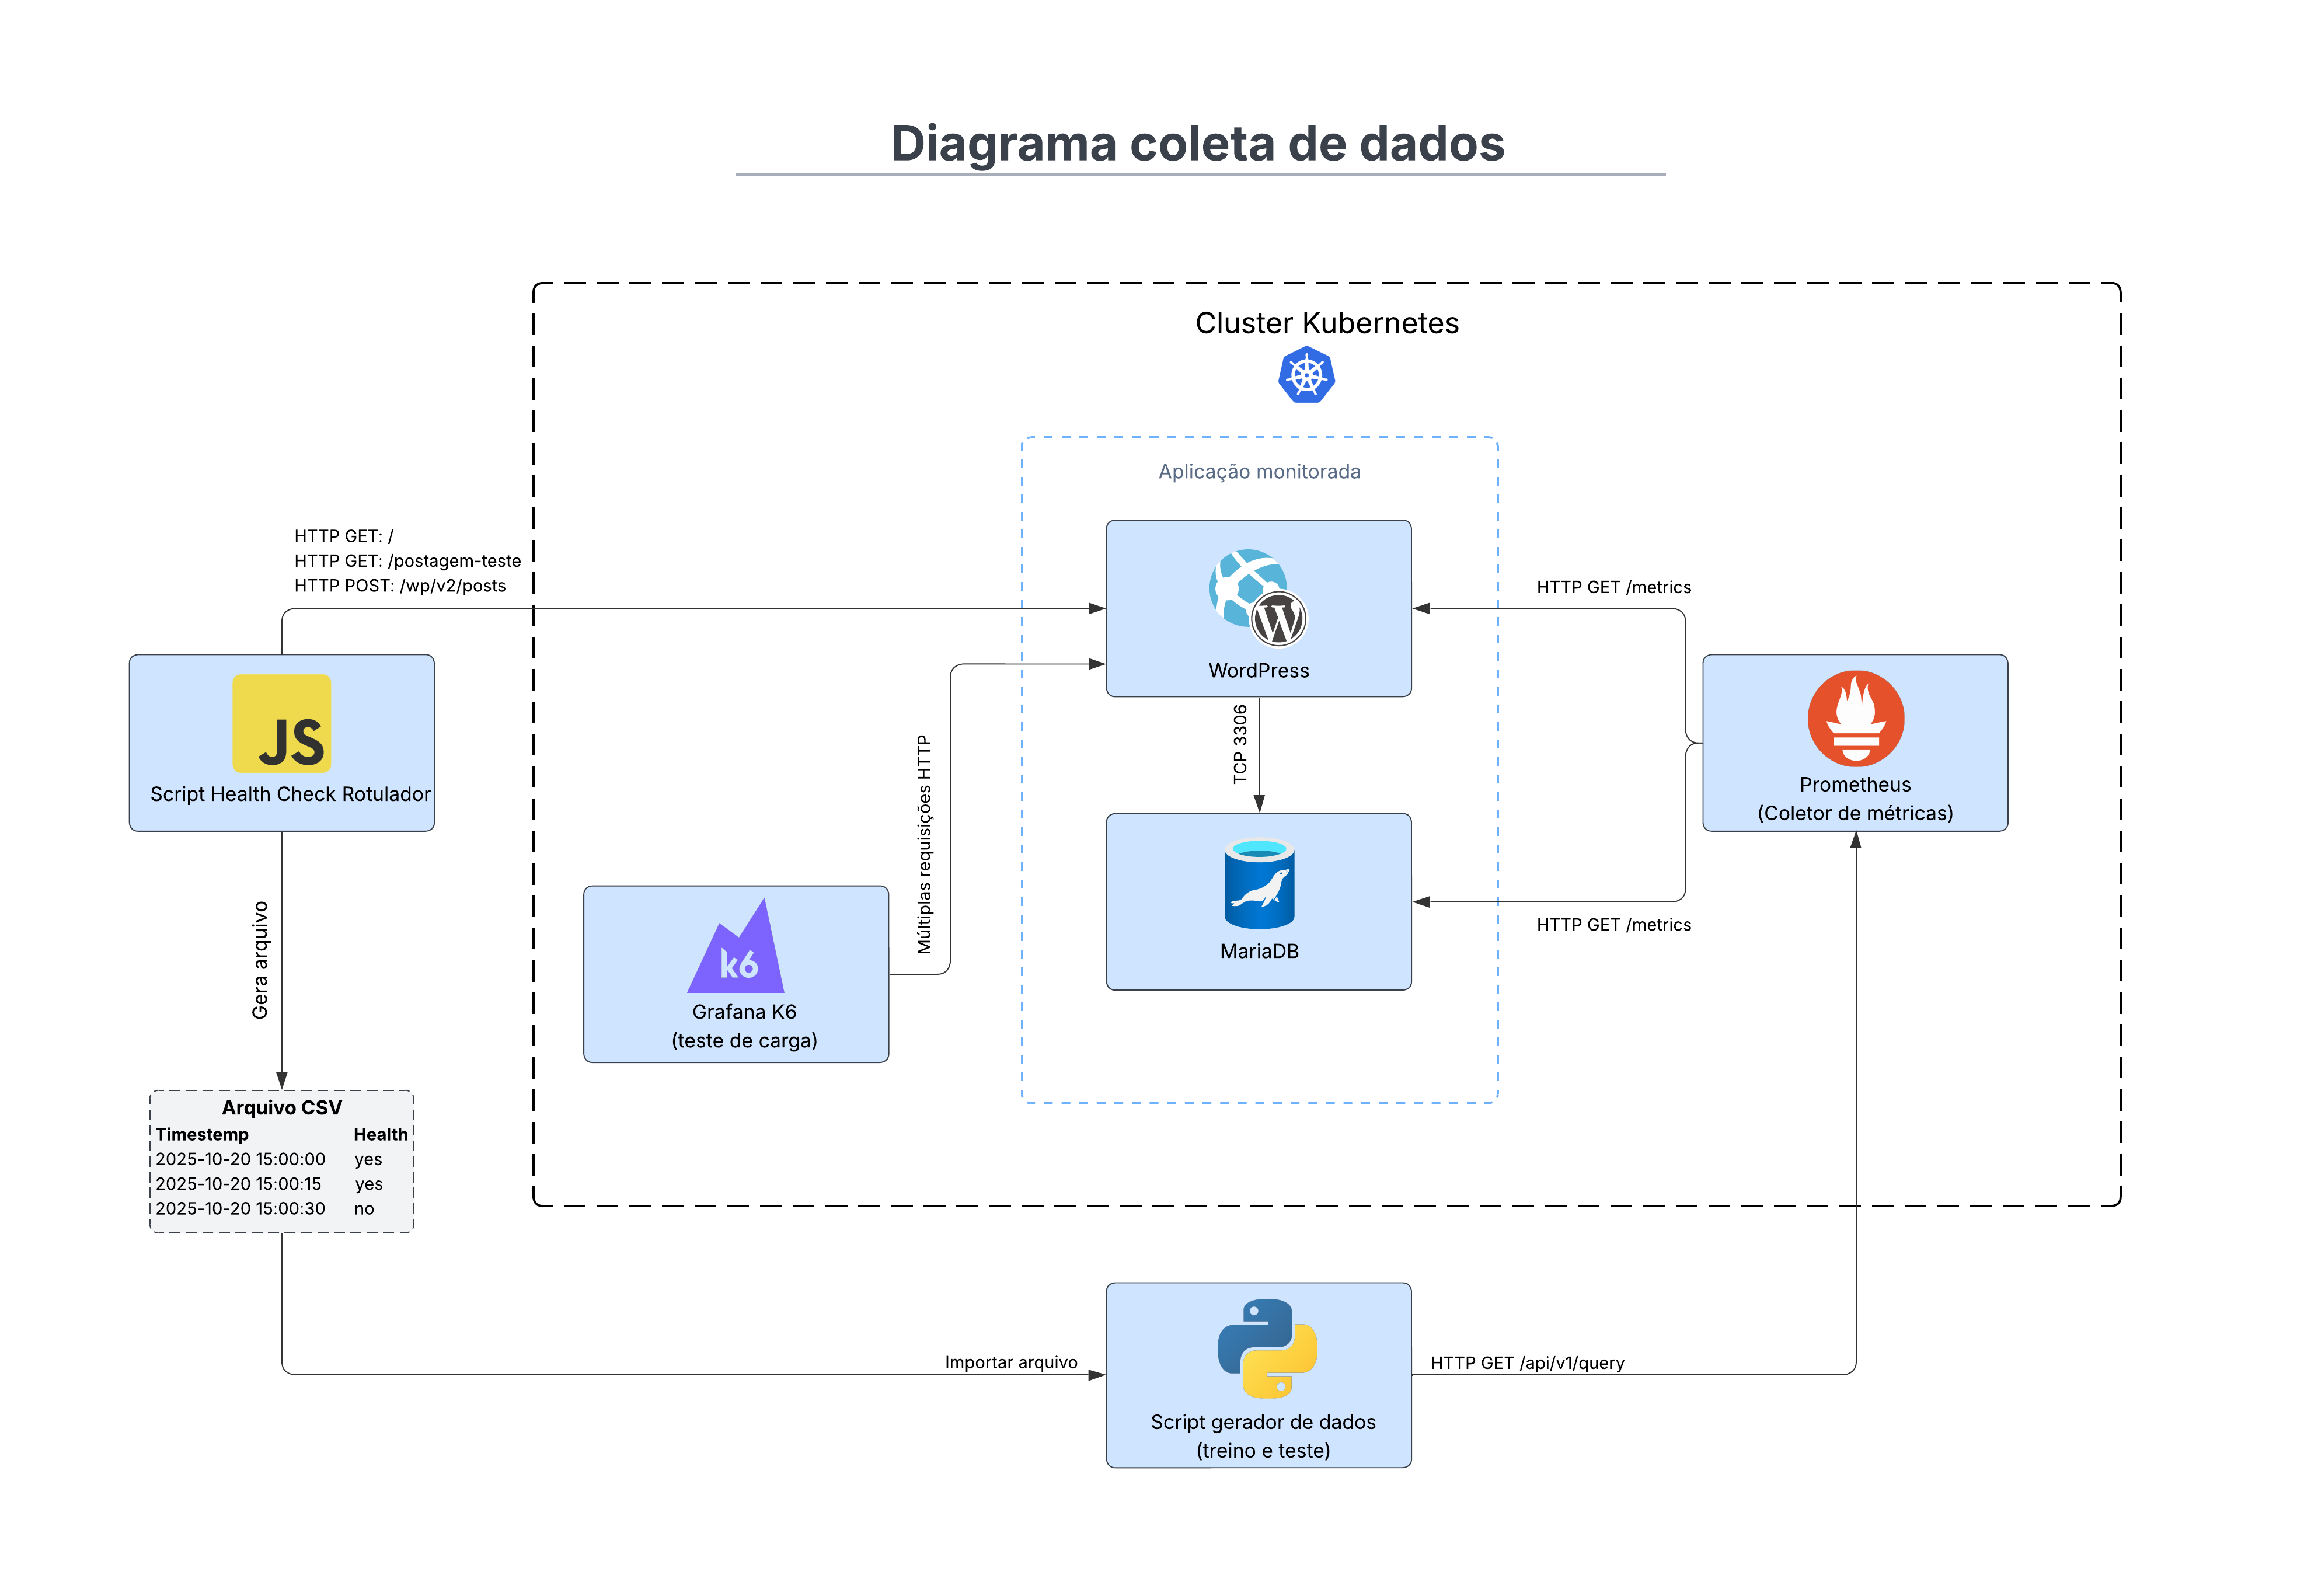 Diagrama coleta de dados
Cluster Kubernetes
Aplicação monitorada
HTTP GET: /
HTTP GET: /postagem-teste
HTTP POST: /wp/v2/posts
W
WordPress
HTTP GET /metrics
JS
Script Health Check Rotulador
TCP 3306
Prometheus
(Coletor de métricas)
Múltiplas requisições HTTP
MariaDB
HTTP GET /metrics
k6
Grafana K6
(teste de carga)
Gera arquivo
Arquivo CSV
Timestemp Health
2025-10-20 15:00:00 yes
2025-10-20 15:00:15 yes
2025-10-20 15:00:30 no
Importar arquivo
HTTP GET /api/v1/query
Script gerador de dados
(treino e teste)